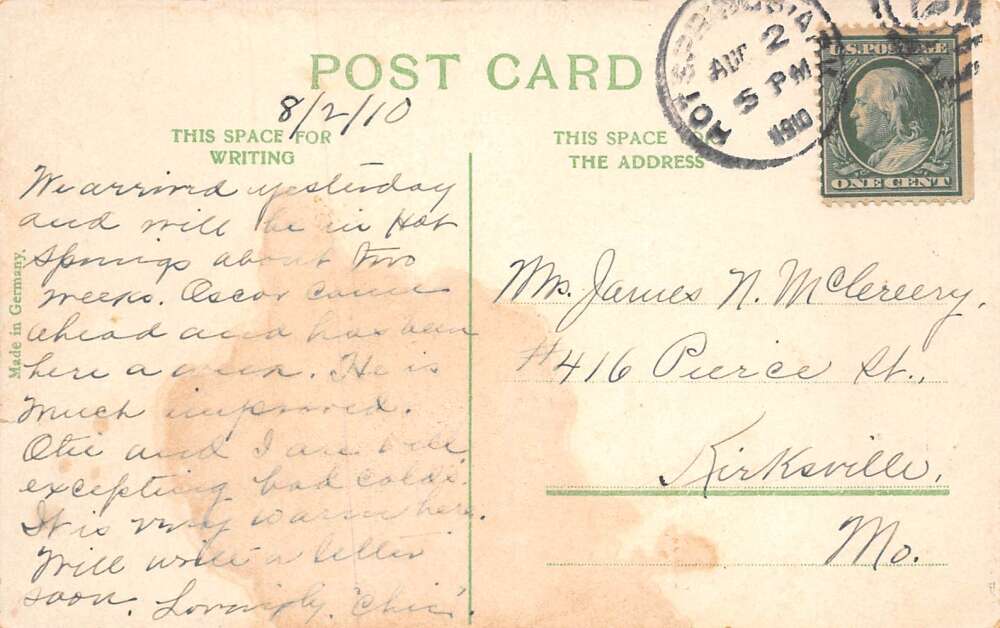 POST CARD
8/2/10
THIS SPACE FOR
WRITING
THIS SPACE
THE ADDRESS
HOT SPRINGS
AUG 2
5 PM
1910
U.S. POSTAGE
ONE CENT
Made in Germany.
We arrived yesterday
and will be in Hot
Springs about two
weeks. Oscar came
ahead and has been
here a week. He is
much improved.
Otie and I are well
excepting bad colds.
It is very warm here.
Will write a letter
soon. Lovingly, "Chic".
Mrs. James N. McCreery,
#416 Pierce St.,
Kirksville,
Mo.